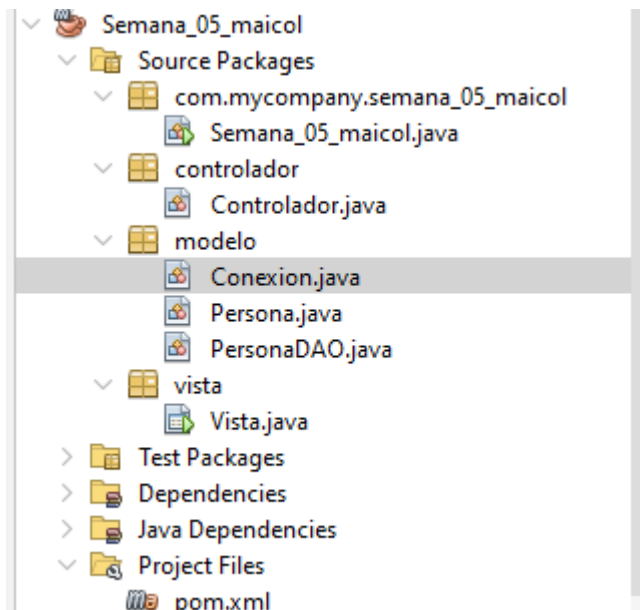 Semana_05_maicol
Source Packages
com.mycompany.semana_05_maicol
Semana_05_maicol.java
controlador
Controlador.java
modelo
Conexion.java
Persona.java
PersonaDAO.java
vista
Vista.java
Test Packages
Dependencies
Java Dependencies
Project Files
pom.xml